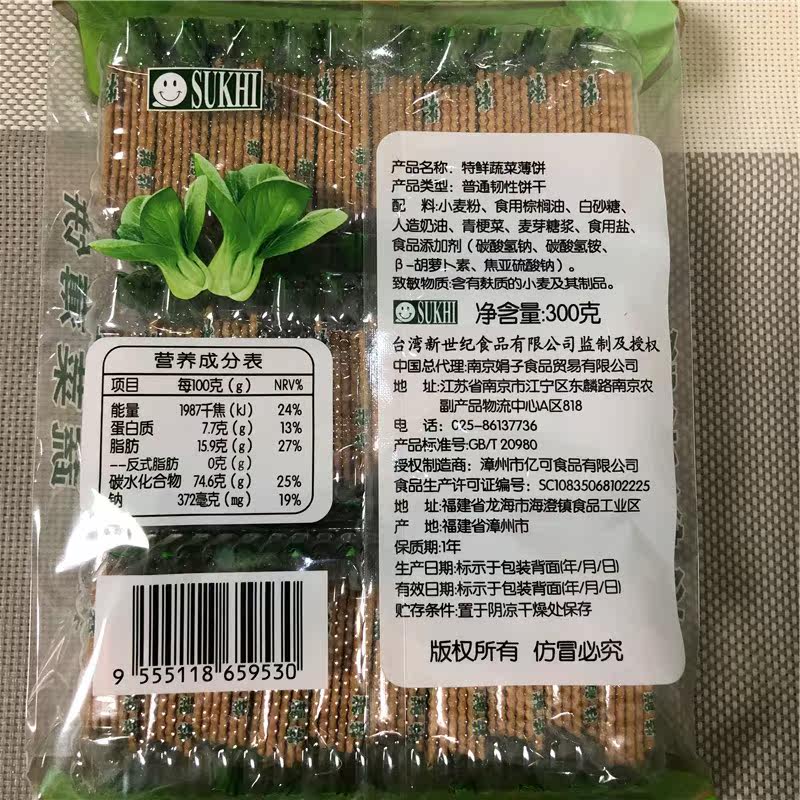 SUKHI
产品名称：特鲜蔬菜薄饼
产品类型：普通韧性饼干
配 料:小麦粉、食用棕榈油、白砂糖、
人造奶油、青梗菜、麦芽糖浆、食用盐、
食品添加剂（碳酸氢钠、碳酸氢铵、
β-胡萝卜素、焦亚硫酸钠）。
致敏物质:含有麸质的小麦及其制品。
SUKHI 净含量:300克
台湾新世纪食品有限公司监制及授权
中国总代理:南京娟子食品贸易有限公司
地 址:江苏省南京市江宁区东麟路南京农
副产品物流中心A区818
电 话：025-86137736
产品标准号:GB/T 20980
授权制造商：漳州市亿可食品有限公司
食品生产许可证编号：SC10835068102225
地 址:福建省龙海市海澄镇食品工业区
产 地:福建省漳州市
保质期:1年
生产日期:标示于包装背面(年/月/日)
有效日期:标示于包装背面(年/月/日)
贮存条件:置于阴凉干燥处保存
版权所有 仿冒必究
营养成分表
项目 每100克（g） NRV%
能量 1987千焦（kJ） 24%
蛋白质 7.7克（g） 13%
脂肪 15.9克（g） 27%
--反式脂肪 0克（g）
碳水化合物 74.6克（g） 25%
钠 372毫克（mg） 19%
9 555118 659530